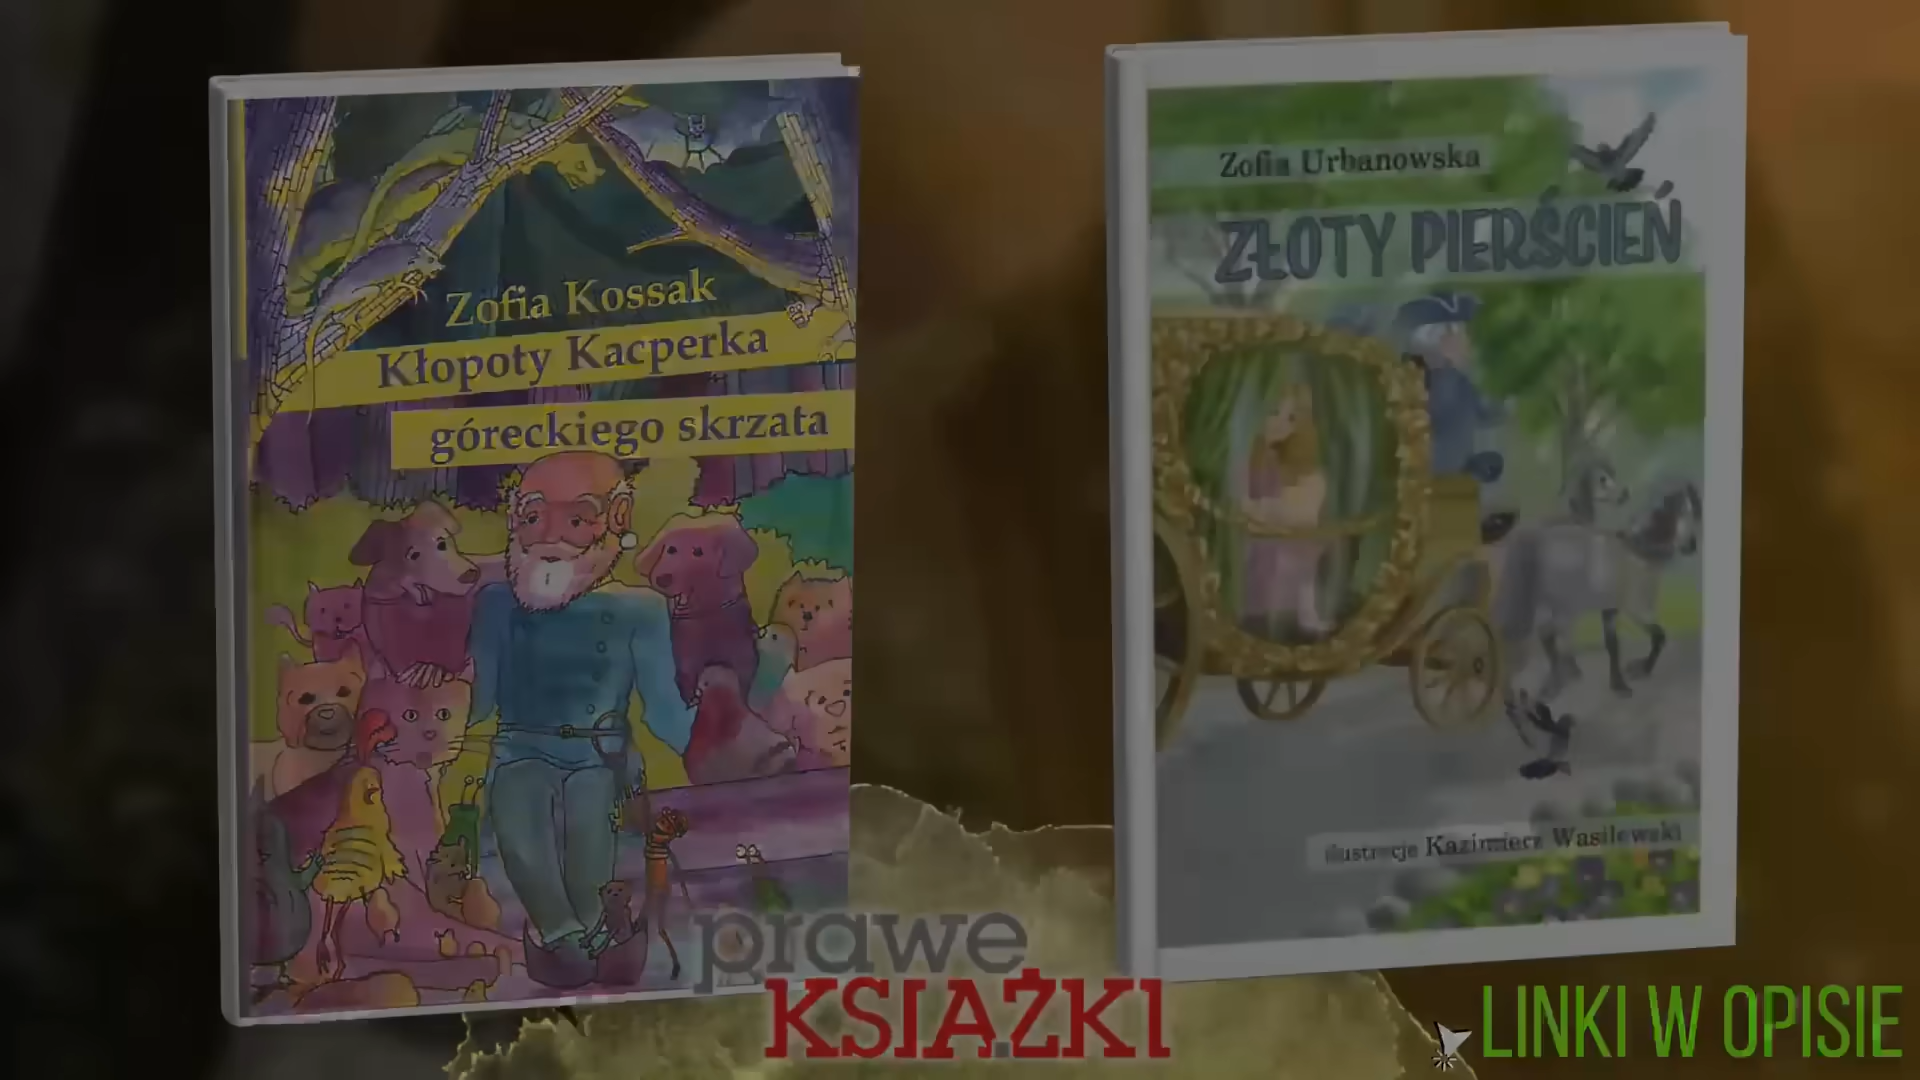 Zofia Kossak
Kłopoty Kacperka
góreckiego skrzata
Zofia Urbanowska
ZŁOTY PIERŚCIEŃ
ilustracje Kazimierz Wasilewski
prawe
KSIĄŻKI
LINKI W OPISIE